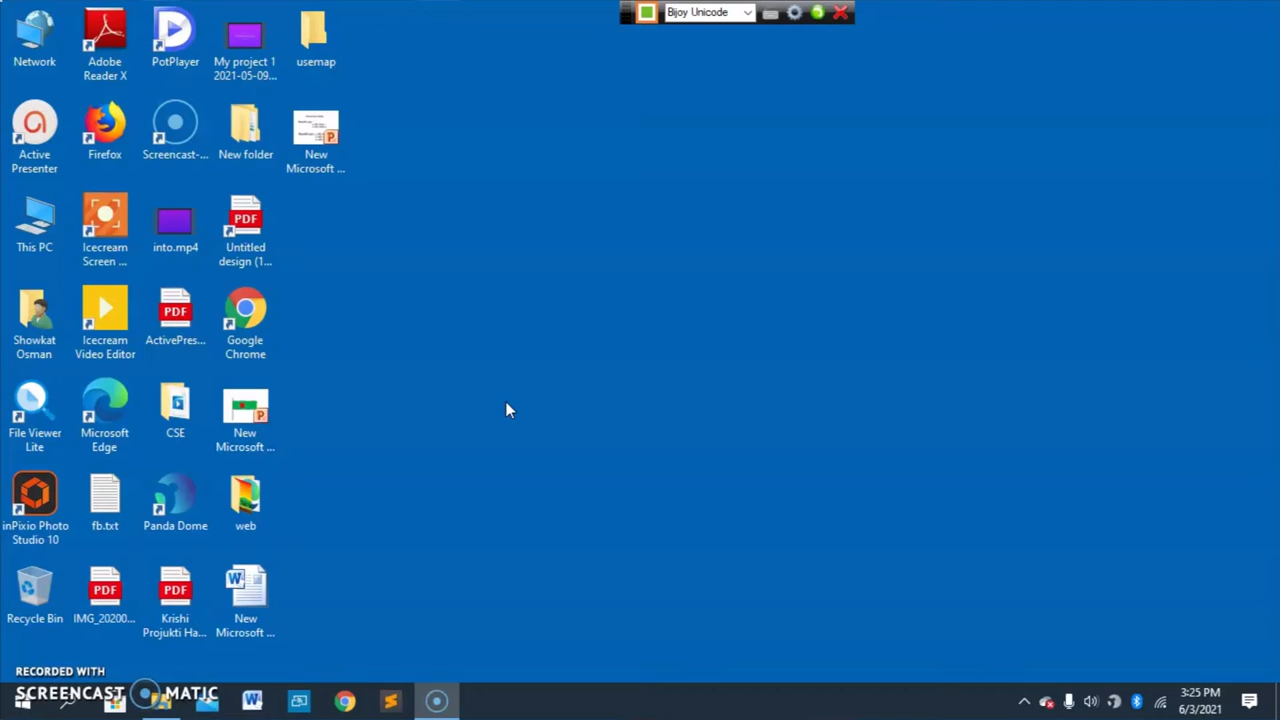 Bijoy Unicode
Network
Adobe
Reader X
PotPlayer
My project 1
2021-05-09...
usemap
Active
Presenter
Firefox
Screencast-...
New folder
New
Microsoft ...
This PC
Icecream
Screen ...
into.mp4
PDF
Untitled
design (1...
Showkat
Osman
Icecream
Video Editor
PDF
ActivePres...
Google
Chrome
File Viewer
Lite
Microsoft
Edge
CSE
New
Microsoft ...
inPixio Photo
Studio 10
fb.txt
Panda Dome
web
Recycle Bin
PDF
IMG_20200...
PDF
Krishi
Projukti Ha...
New
Microsoft ...
RECORDED WITH
SCREENCAST MATIC
3:25 PM
6/3/2021